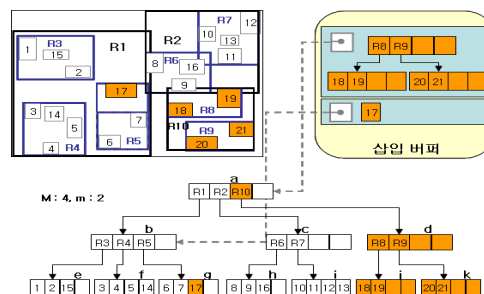 R7
1 R3 R1 R2 10 12
15 13
2 8 R6 16 11
17 9
3 14 19
5 7 18 R8
R10 R9 21
4 R4 6 R5 20
R8 R9
18 19 20 21
17
삽입 버퍼
M : 4, m : 2
a
R1 R2 R10
b c d
R3 R4 R5 R6 R7 R8 R9
e f g h i j k
1 2 15 3 4 5 14 6 7 17 8 9 16 10 11 12 13 18 19 20 21